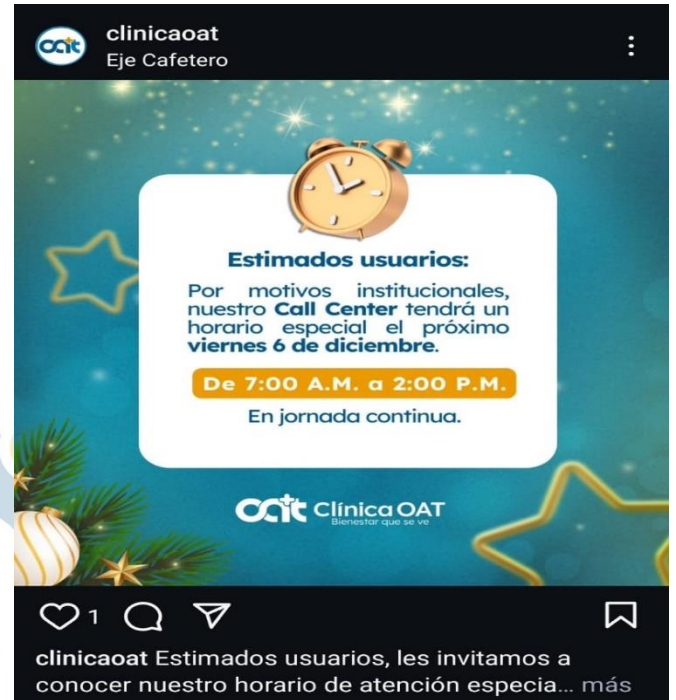 oat
clinicaoat
Eje Cafetero
Estimados usuarios:
Por motivos institucionales,
nuestro Call Center tendrá un
horario especial el próximo
viernes 6 de diciembre.
De 7:00 A.M. a 2:00 P.M.
En jornada continua.
oat Clínica OAT
Bienestar que se ve
1
clinicaoat Estimados usuarios, les invitamos a
conocer nuestro horario de atención especia... más